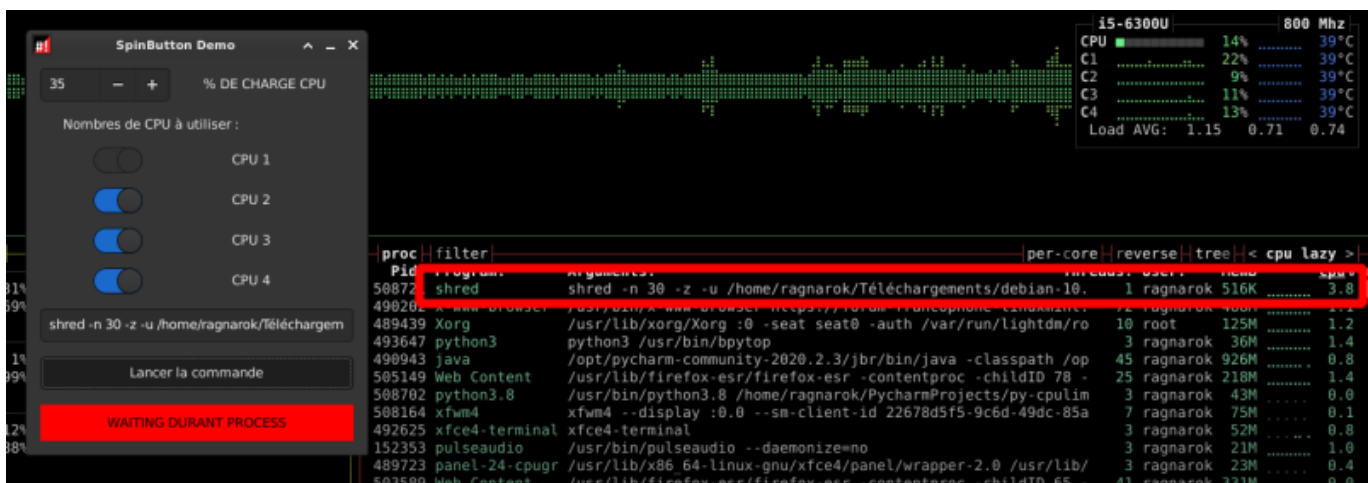 SpinButton Demo
35 − + % DE CHARGE CPU
Nombres de CPU à utiliser :
CPU 1
CPU 2
CPU 3
CPU 4
shred -n 30 -z -u /home/ragnarok/Téléchargem
Lancer la commande
WAITING DURANT PROCESS
i5-6300U 800 Mhz
CPU 14% 39°C
C1 22% 39°C
C2 9% 39°C
C3 11% 39°C
C4 13% 39°C
Load AVG: 1.15 0.71 0.74
proc filter per-core reverse tree < cpu lazy >
Pid Program: Arguments: Threads: User: MemB Cpu%
shred shred -n 30 -z -u /home/ragnarok/Téléchargements/debian-10. 1 ragnarok 516K 3.8
489439 Xorg /usr/lib/xorg/Xorg :0 -seat seat0 -auth /var/run/lightdm/ro 10 root 125M 1.2
493647 python3 python3 /usr/bin/bpytop 3 ragnarok 36M 1.4
490943 java /opt/pycharm-community-2020.2.3/jbr/bin/java -classpath /op 45 ragnarok 926M 0.8
505149 Web Content /usr/lib/firefox-esr/firefox-esr -contentproc -childID 78 - 25 ragnarok 218M 1.4
508702 python3.8 /usr/bin/python3.8 /home/ragnarok/PycharmProjects/py-cpulim 3 ragnarok 43M 0.0
508164 xfwm4 xfwm4 --display :0.0 --sm-client-id 22678d5f5-9c6d-49dc-85a 7 ragnarok 75M 0.1
492625 xfce4-terminal xfce4-terminal 3 ragnarok 52M 0.8
152353 pulseaudio /usr/bin/pulseaudio --daemonize=no 3 ragnarok 21M 1.0
489723 panel-24-cpugr /usr/lib/x86_64-linux-gnu/xfce4/panel/wrapper-2.0 /usr/lib/ 3 ragnarok 23M 0.4